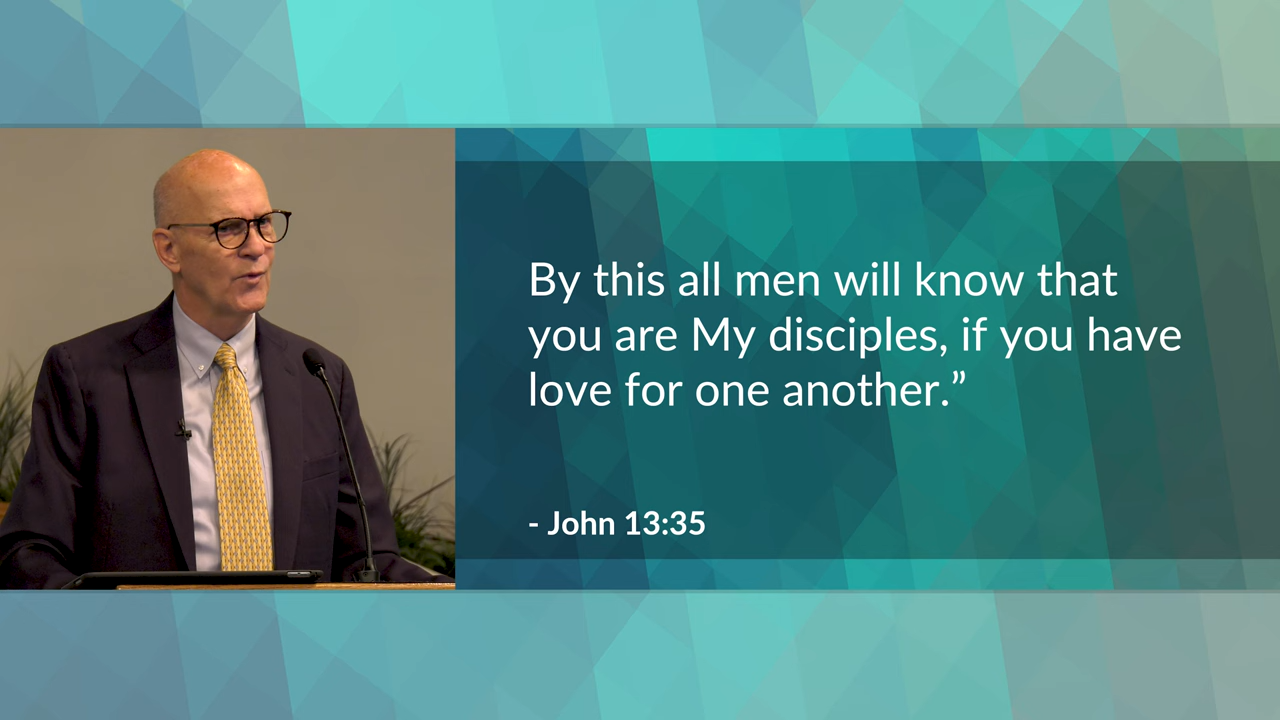 By this all men will know that
you are My disciples, if you have
love for one another.”
- John 13:35